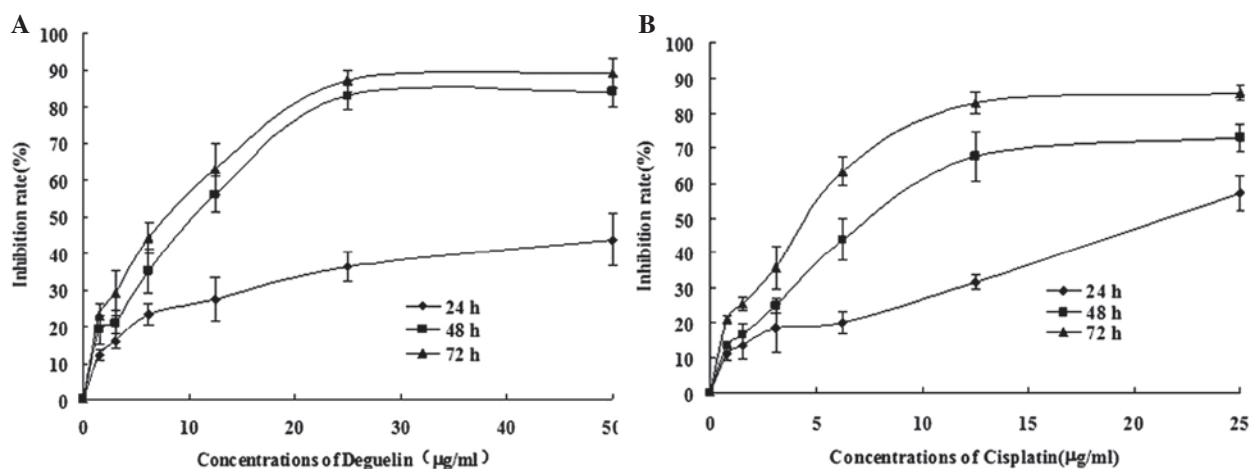 A
100
90
80
70
60
50
40
30
20
10
0
Inhibition rate(%)
24 h
48 h
72 h
0 10 20 30 40 50
Concentrations of Deguelin (μg/ml)
B
100
90
80
70
60
50
40
30
20
10
0
Inhibition rate(%)
24 h
48 h
72 h
0 5 10 15 20 25
Concentrations of Cisplatin(μg/ml)